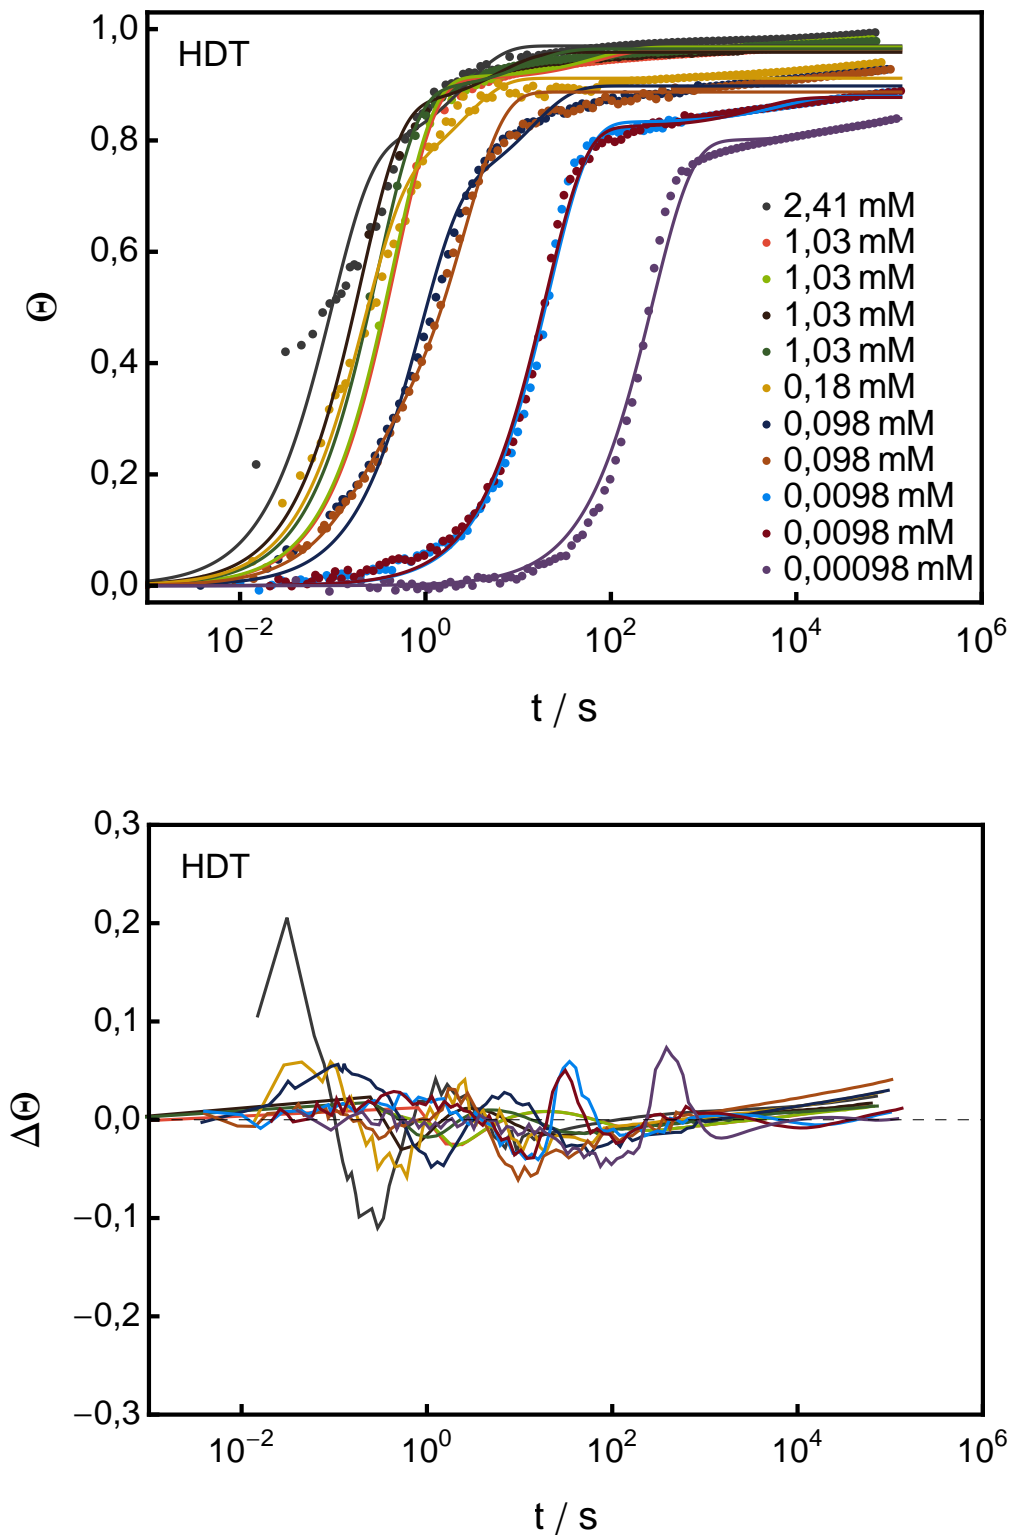 1,0
0,8
0,6
0,4
0,2
0,0
Θ
HDT
2,41 mM
1,03 mM
1,03 mM
1,03 mM
1,03 mM
0,18 mM
0,098 mM
0,098 mM
0,0098 mM
0,0098 mM
0,00098 mM
10⁻² 10⁰ 10² 10⁴ 10⁶
t / s
0,3
0,2
0,1
0,0
−0,1
−0,2
−0,3
ΔΘ
HDT
10⁻² 10⁰ 10² 10⁴ 10⁶
t / s